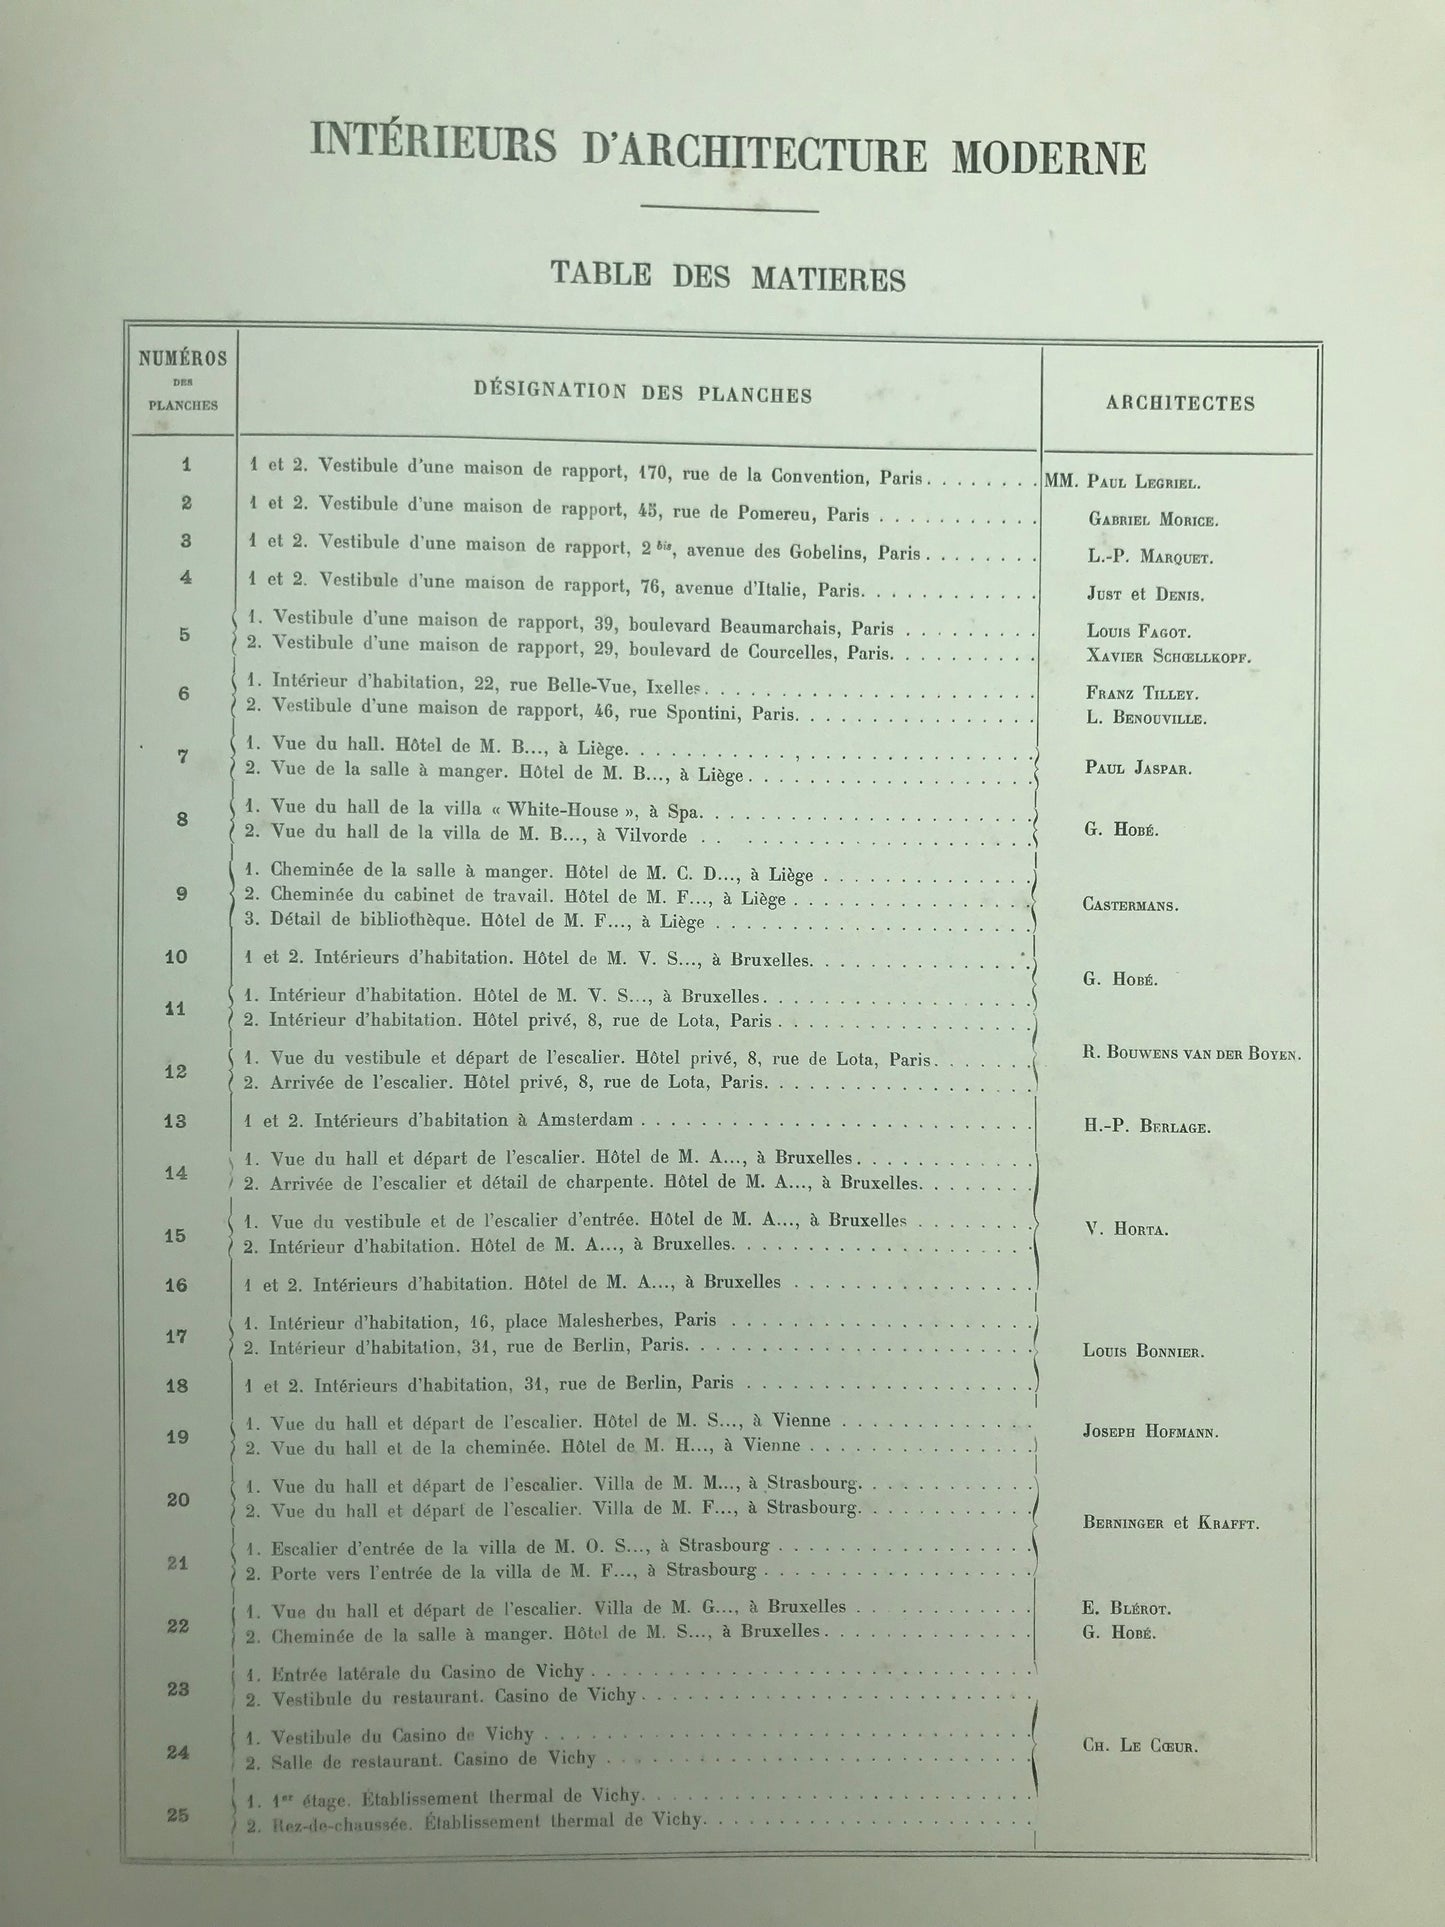 INTÉRIEURS D'ARCHITECTURE MODERNE
TABLE DES MATIERES
NUMÉROS
DES
PLANCHES
DÉSIGNATION DES PLANCHES
ARCHITECTES
1 1 et 2. Vestibule d'une maison de rapport, 170, rue de la Convention, Paris. . . . . . . . MM. PAUL LEGRIEL.
2 1 et 2. Vestibule d'une maison de rapport, 45, rue de Pomereu, Paris . . . . . . . . . . . GABRIEL MORICE.
3 1 et 2. Vestibule d'une maison de rapport, 2 bis, avenue des Gobelins, Paris . . . . . . . . L.-P. MARQUET.
4 1 et 2. Vestibule d'une maison de rapport, 76, avenue d'Italie, Paris. . . . . . . . . . . . JUST et DENIS.
5 1. Vestibule d'une maison de rapport, 39, boulevard Beaumarchais, Paris . . . . . . . . . LOUIS FAGOT.
2. Vestibule d'une maison de rapport, 29, boulevard de Courcelles, Paris. . . . . . . . . . XAVIER SCHŒLLKOPF.
6 1. Intérieur d'habitation, 22, rue Belle-Vue, Ixelles. . . . . . . . . . . . . . . . . . . . . . FRANZ TILLEY.
2. Vestibule d'une maison de rapport, 46, rue Spontini, Paris. . . . . . . . . . . . . . . . L. BENOUVILLE.
7 1. Vue du hall. Hôtel de M. B..., à Liège. . . . . . . . . . . . . . . . . . . . . . . . . . .
2. Vue de la salle à manger. Hôtel de M. B..., à Liège . . . . . . . . . . . . . . . . . . . PAUL JASPAR.
8 1. Vue du hall de la villa « White-House », à Spa. . . . . . . . . . . . . . . . . . . . . .
2. Vue du hall de la villa de M. B..., à Vilvorde . . . . . . . . . . . . . . . . . . . . . G. HOBÉ.
9 1. Cheminée de la salle à manger. Hôtel de M. C. D..., à Liège . . . . . . . . . . . . . .
2. Cheminée du cabinet de travail. Hôtel de M. F..., à Liège . . . . . . . . . . . . . . . . CASTERMANS.
3. Détail de bibliothèque. Hôtel de M. F..., à Liège . . . . . . . . . . . . . . . . . . . . .
10 1 et 2. Intérieurs d'habitation. Hôtel de M. V. S..., à Bruxelles. . . . . . . . . . . . . . .
G. HOBÉ.
11 1. Intérieur d'habitation. Hôtel de M. V. S..., à Bruxelles. . . . . . . . . . . . . . . . . .
2. Intérieur d'habitation. Hôtel privé, 8, rue de Lota, Paris . . . . . . . . . . . . . . . . .
12 1. Vue du vestibule et départ de l'escalier. Hôtel privé, 8, rue de Lota, Paris. . . . . . . R. BOUWENS VAN DER BOYEN.
2. Arrivée de l'escalier. Hôtel privé, 8, rue de Lota, Paris. . . . . . . . . . . . . . . . . .
13 1 et 2. Intérieurs d'habitation à Amsterdam . . . . . . . . . . . . . . . . . . . . . . . . . H.-P. BERLAGE.
14 1. Vue du hall et départ de l'escalier. Hôtel de M. A..., à Bruxelles. . . . . . . . . . . .
2. Arrivée de l'escalier et détail de charpente. Hôtel de M. A..., à Bruxelles. . . . . . . .
15 1. Vue du vestibule et de l'escalier d'entrée. Hôtel de M. A..., à Bruxelles . . . . . . . . V. HORTA.
2. Intérieur d'habitation. Hôtel de M. A..., à Bruxelles. . . . . . . . . . . . . . . . . . . .
16 1 et 2. Intérieurs d'habitation. Hôtel de M. A..., à Bruxelles . . . . . . . . . . . . . . . .
17 1. Intérieur d'habitation, 16, place Malesherbes, Paris . . . . . . . . . . . . . . . . . . . .
2. Intérieur d'habitation, 31, rue de Berlin, Paris. . . . . . . . . . . . . . . . . . . . . . . LOUIS BONNIER.
18 1 et 2. Intérieurs d'habitation, 31, rue de Berlin, Paris . . . . . . . . . . . . . . . . . . .
19 1. Vue du hall et départ de l'escalier. Hôtel de M. S..., à Vienne . . . . . . . . . . . . . JOSEPH HOFMANN.
2. Vue du hall et de la cheminée. Hôtel de M. H..., à Vienne . . . . . . . . . . . . . . .
20 1. Vue du hall et départ de l'escalier. Villa de M. M..., à Strasbourg. . . . . . . . . . . .
2. Vue du hall et départ de l'escalier. Villa de M. F..., à Strasbourg. . . . . . . . . . . .
BERNINGER et KRAFFT.
21 1. Escalier d'entrée de la villa de M. O. S..., à Strasbourg . . . . . . . . . . . . . . . . .
2. Porte vers l'entrée de la villa de M. F..., à Strasbourg . . . . . . . . . . . . . . . . . .
22 1. Vue du hall et départ de l'escalier. Villa de M. G..., à Bruxelles . . . . . . . . . . . . E. BLÉROT.
2. Cheminée de la salle à manger. Hôtel de M. S..., à Bruxelles . . . . . . . . . . . . . . G. HOBÉ.
23 1. Entrée latérale du Casino de Vichy . . . . . . . . . . . . . . . . . . . . . . . . . . . . .
2. Vestibule du restaurant. Casino de Vichy . . . . . . . . . . . . . . . . . . . . . . . . . .
24 1. Vestibule du Casino de Vichy . . . . . . . . . . . . . . . . . . . . . . . . . . . . . . . .
2. Salle de restaurant. Casino de Vichy . . . . . . . . . . . . . . . . . . . . . . . . . . . . CH. LE CŒUR.
25 1. 1er étage. Etablissement thermal de Vichy. . . . . . . . . . . . . . . . . . . . . . . . . .
2. Rez-de-chaussée. Établissement thermal de Vichy. . . . . . . . . . . . . . . . . . . . . .